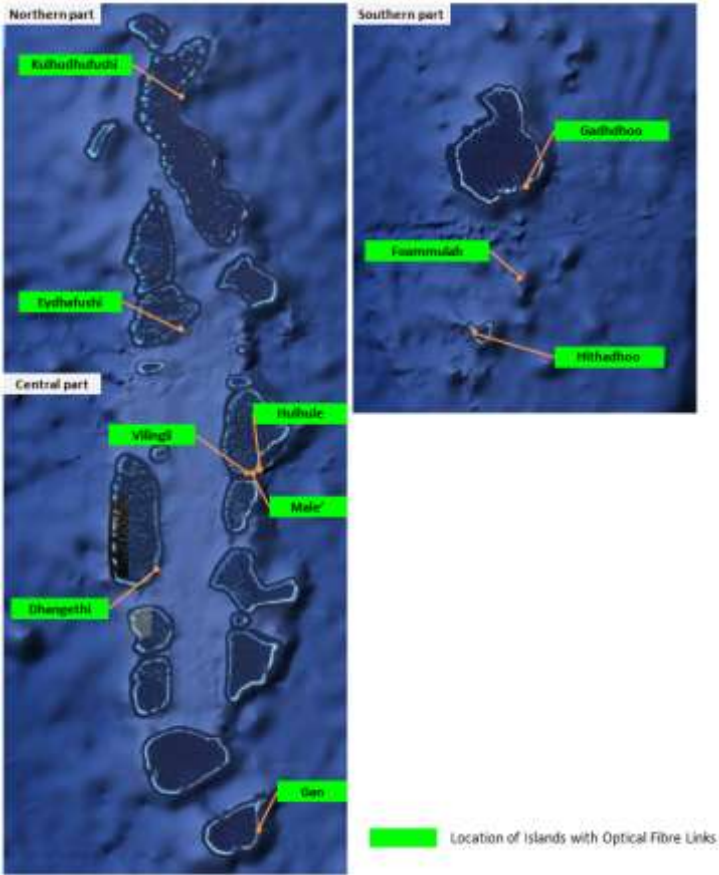 Northern part
Kulhudhufushi
Eydhafushi
Central part
Hulhule
Vilingli
Male'
Dhangethi
Gan
Southern part
Gadhdhoo
Foammulah
Hithadhoo
Location of Islands with Optical Fibre Links